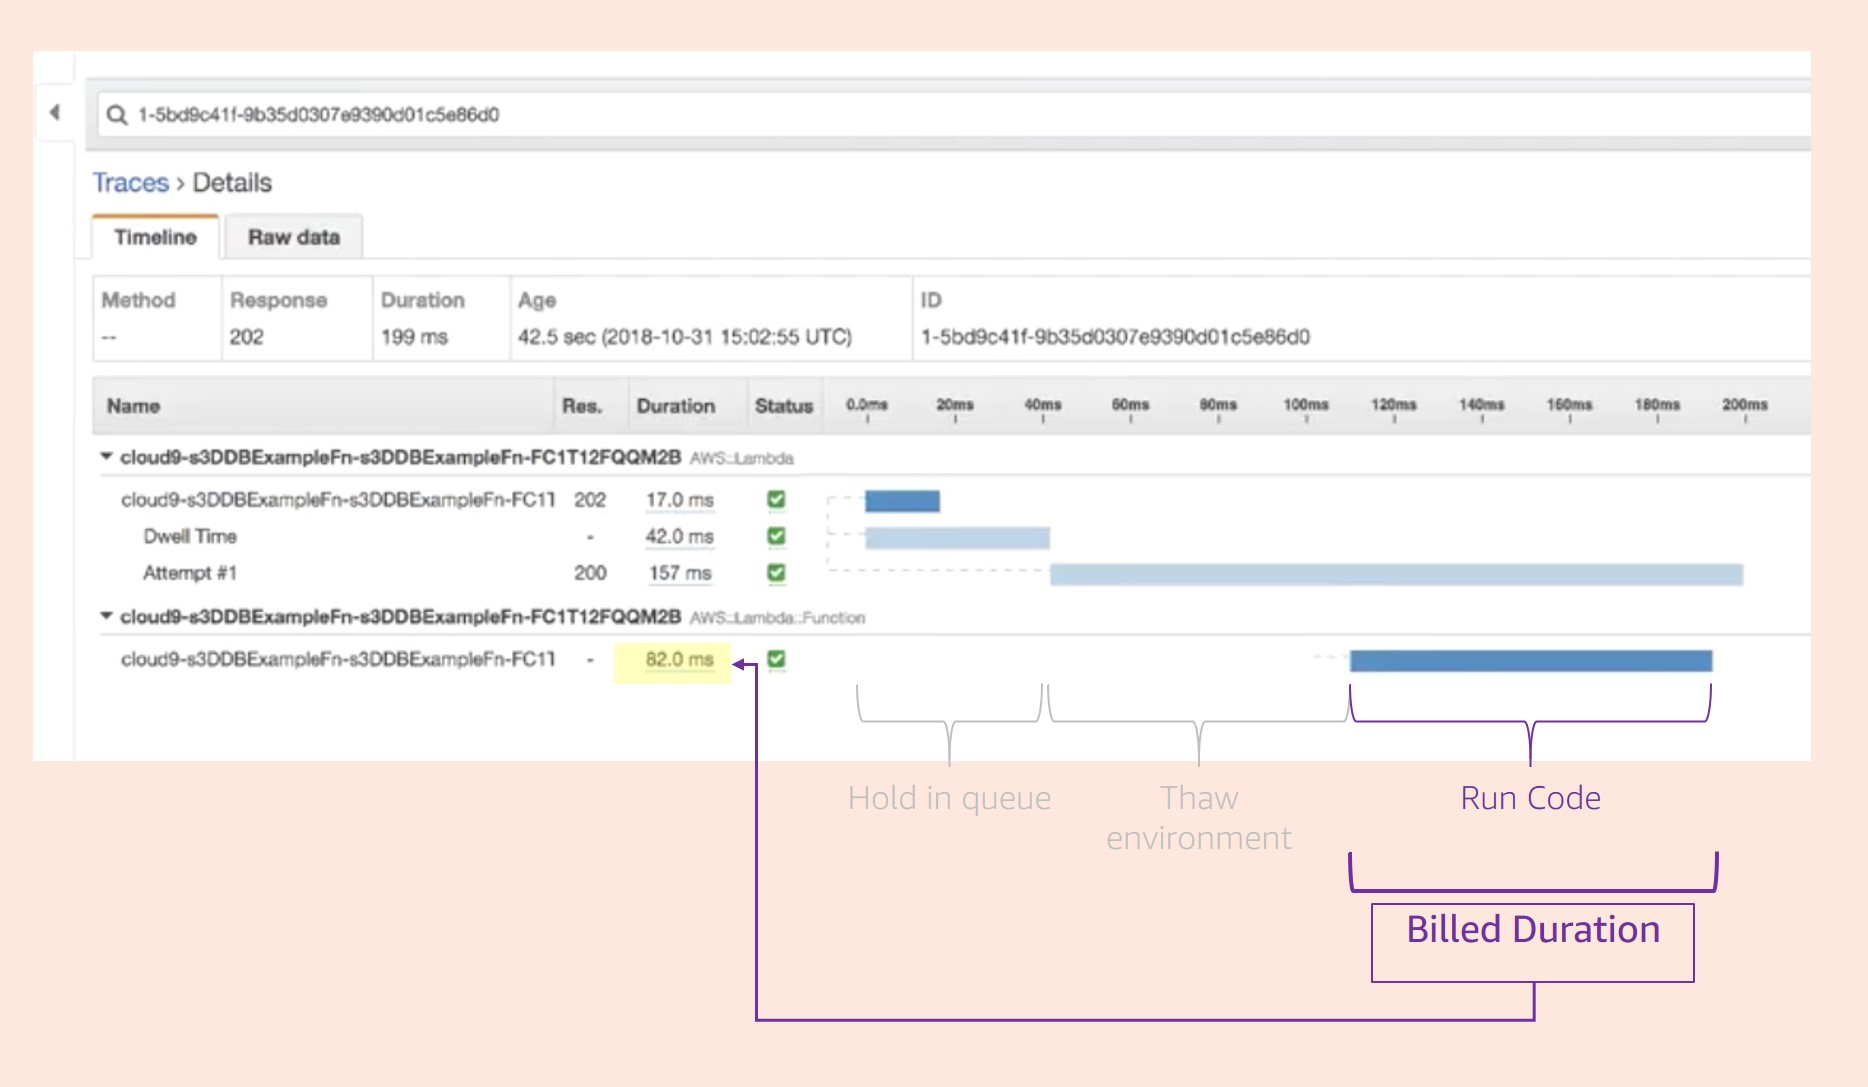 1-5bd9c41f-9b35d0307e9390d01c5e86d0
Traces > Details
Timeline Raw data
Method Response Duration Age ID
-- 202 199 ms 42.5 sec (2018-10-31 15:02:55 UTC) 1-5bd9c41f-9b35d0307e9390d01c5e86d0
Name Res. Duration Status 0.0ms 20ms 40ms 60ms 80ms 100ms 120ms 140ms 160ms 180ms 200ms
cloud9-s3DDBExampleFn-s3DDBExampleFn-FC1T12FQQM2B AWS::Lambda
cloud9-s3DDBExampleFn-s3DDBExampleFn-FC1T 202 17.0 ms
Dwell Time - 42.0 ms
Attempt #1 200 157 ms
cloud9-s3DDBExampleFn-s3DDBExampleFn-FC1T12FQQM2B AWS::Lambda::Function
cloud9-s3DDBExampleFn-s3DDBExampleFn-FC1T - 82.0 ms
Hold in queue Thaw Run Code
environment
Billed Duration